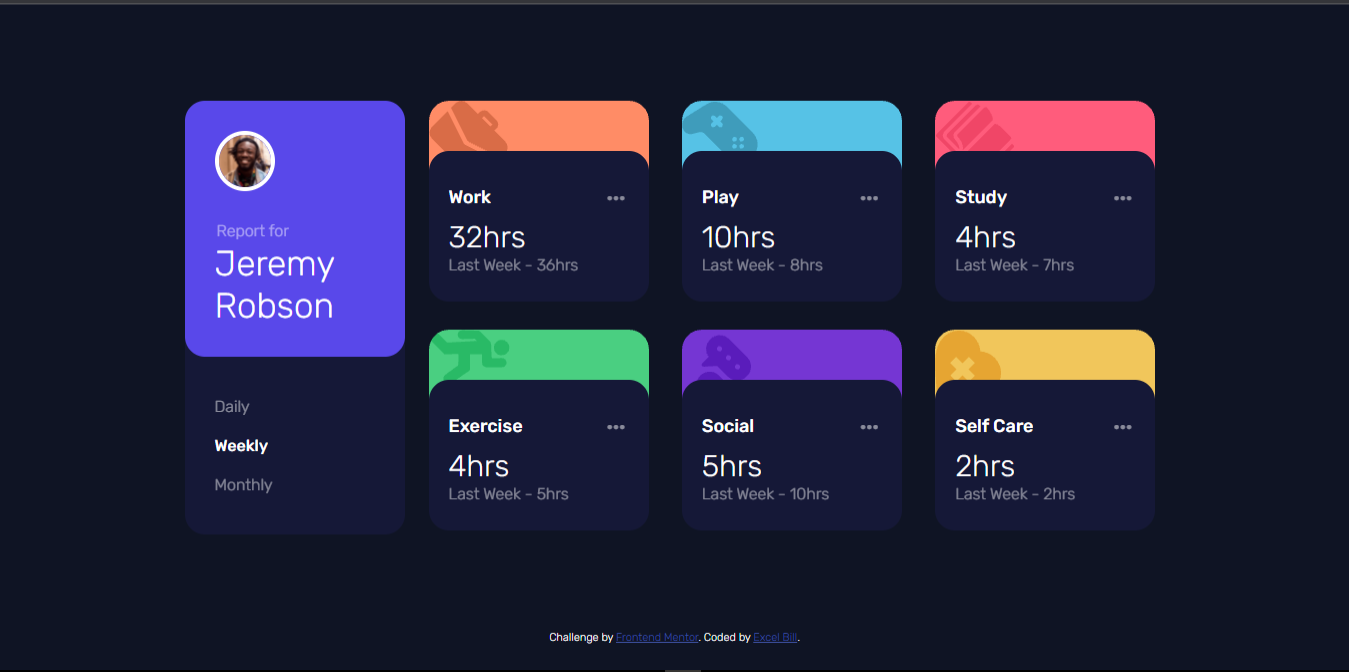 Report for
Jeremy
Robson
Daily
Weekly
Monthly
Work
32hrs
Last Week - 36hrs
Play
10hrs
Last Week - 8hrs
Study
4hrs
Last Week - 7hrs
Exercise
4hrs
Last Week - 5hrs
Social
5hrs
Last Week - 10hrs
Self Care
2hrs
Last Week - 2hrs
Challenge by Frontend Mentor. Coded by Excel Bill.